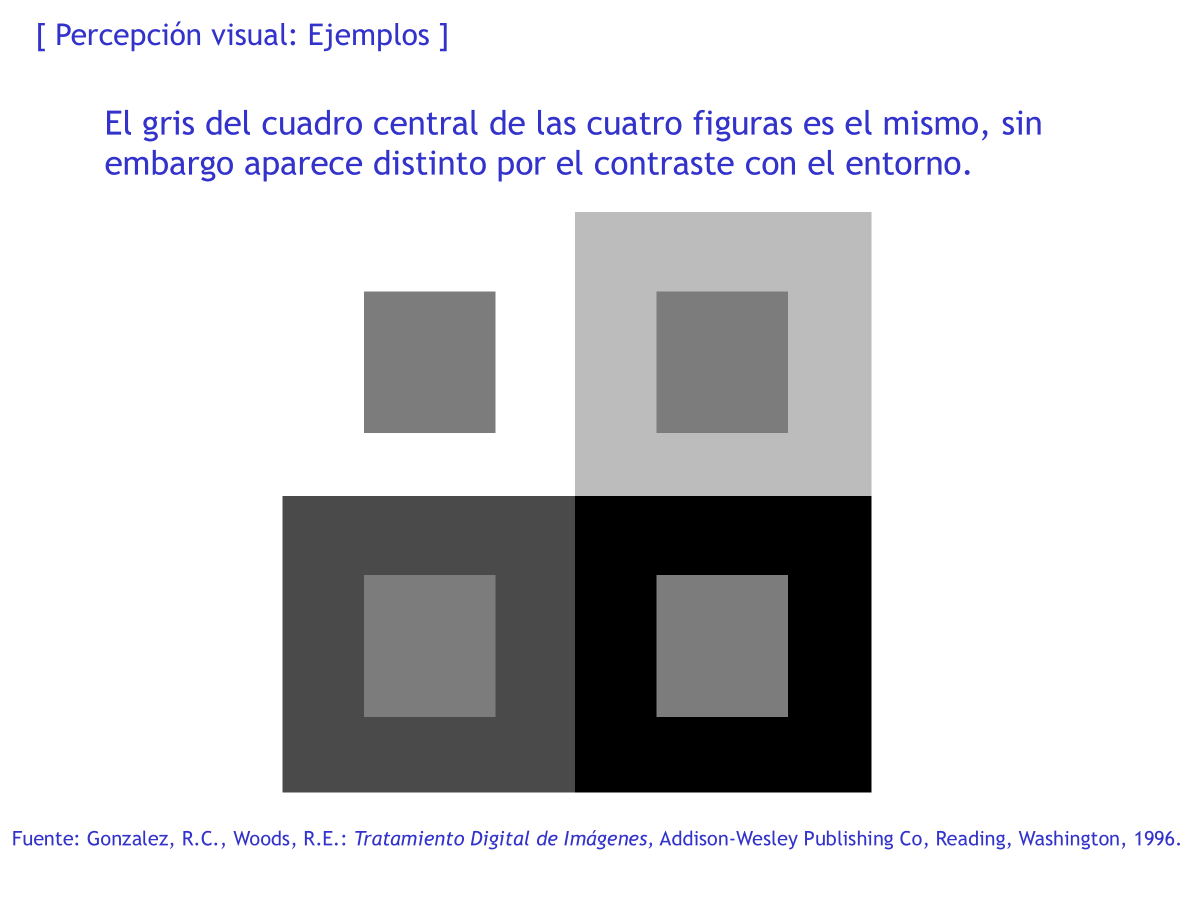 [ Percepción visual: Ejemplos ]
El gris del cuadro central de las cuatro figuras es el mismo, sin
embargo aparece distinto por el contraste con el entorno.
Fuente: Gonzalez, R.C., Woods, R.E.: Tratamiento Digital de Imágenes, Addison-Wesley Publishing Co, Reading, Washington, 1996.